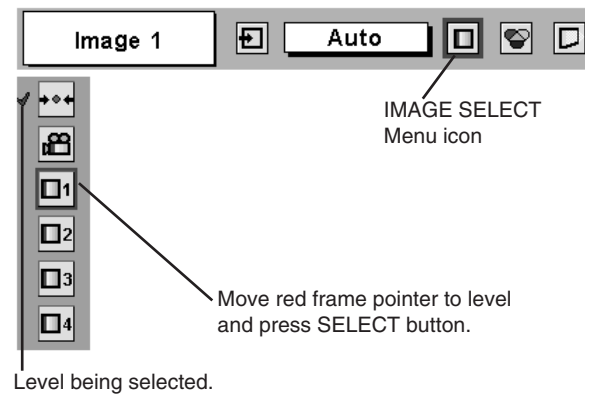 Image 1
Auto
IMAGE SELECT
Menu icon
1
2
3
4
Move red frame pointer to level
and press SELECT button.
Level being selected.